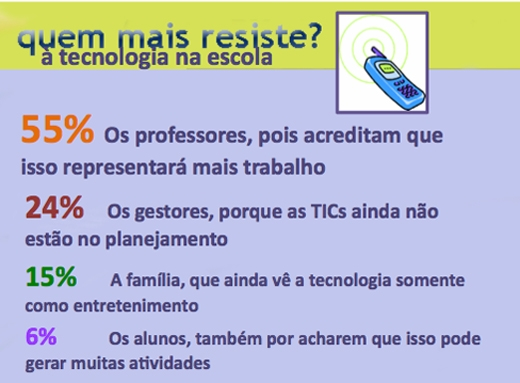 quem mais resiste?
à tecnologia na escola
55% Os professores, pois acreditam que
isso representará mais trabalho
24% Os gestores, porque as TICs ainda não
estão no planejamento
15% A família, que ainda vê a tecnologia somente
como entretenimento
6% Os alunos, também por acharem que isso pode
gerar muitas atividades